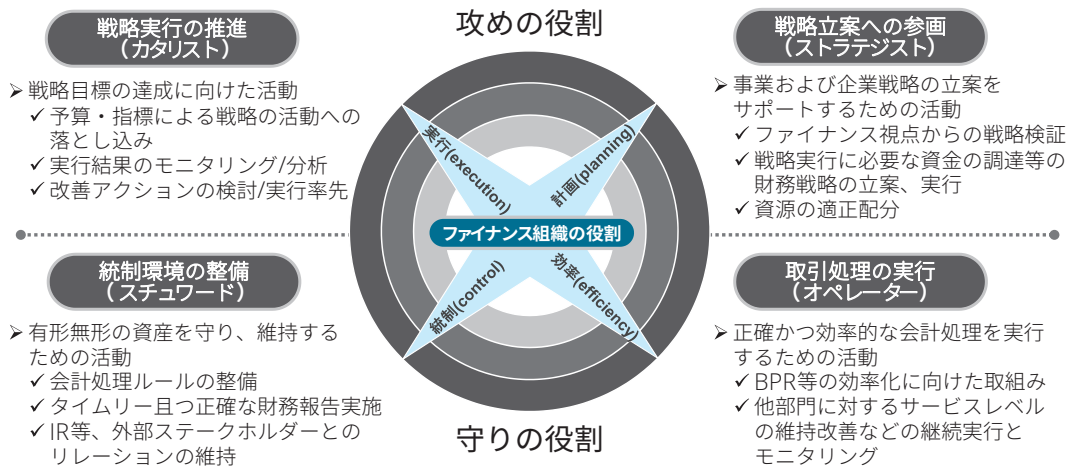 攻めの役割
戦略実行の推進
（カタリスト）
➢ 戦略目標の達成に向けた活動
✓ 予算・指標による戦略の活動への
落とし込み
✓ 実行結果のモニタリング/分析
✓ 改善アクションの検討/実行率先
戦略立案への参画
（ストラテジスト）
➢ 事業および企業戦略の立案を
サポートするための活動
✓ ファイナンス視点からの戦略検証
✓ 戦略実行に必要な資金の調達等の
財務戦略の立案、実行
✓ 資源の適正配分
実行(execution)
計画(planning)
ファイナンス組織の役割
統制(control)
効率(efficiency)
統制環境の整備
（スチュワード）
➢ 有形無形の資産を守り、維持する
ための活動
✓ 会計処理ルールの整備
✓ タイムリー且つ正確な財務報告実施
✓ IR等、外部ステークホルダーとの
リレーションの維持
取引処理の実行
（オペレーター）
➢ 正確かつ効率的な会計処理を実行
するための活動
✓ BPR等の効率化に向けた取組み
✓ 他部門に対するサービスレベル
の維持改善などの継続実行と
モニタリング
守りの役割